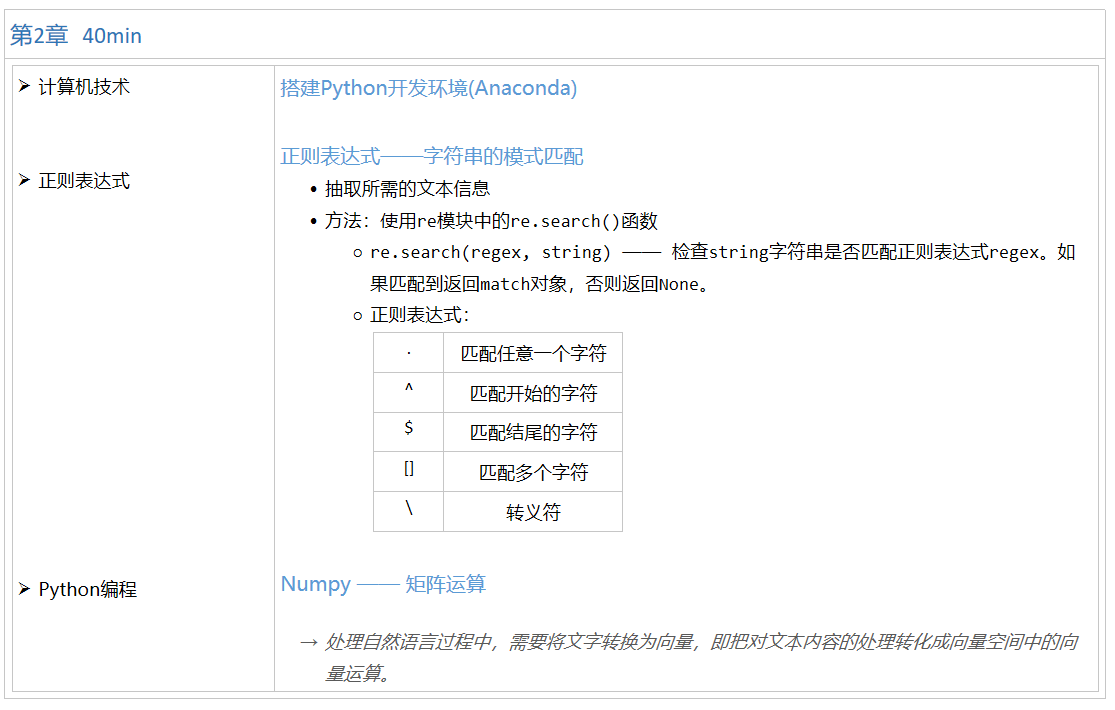 第2章 40min
➢ 计算机技术
搭建Python开发环境(Anaconda)
➢ 正则表达式
正则表达式——字符串的模式匹配
• 抽取所需的文本信息
• 方法：使用re模块中的re.search()函数
○ re.search(regex, string) —— 检查string字符串是否匹配正则表达式regex。如
果匹配到返回match对象，否则返回None。
○ 正则表达式：
. 匹配任意一个字符
^ 匹配开始的字符
$ 匹配结尾的字符
[] 匹配多个字符
\ 转义符
➢ Python编程
Numpy —— 矩阵运算
→ 处理自然语言过程中，需要将文字转换为向量，即把对文本内容的处理转化成向量空间中的向
量运算。